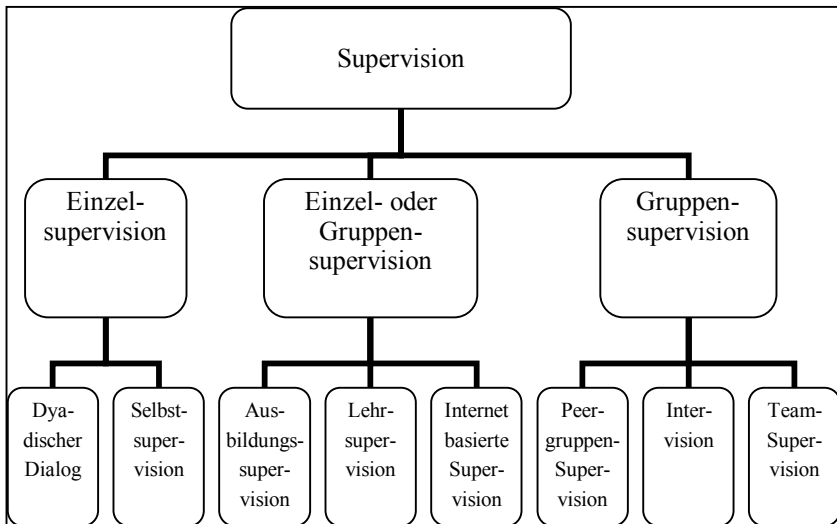 Supervision
Einzel-
supervision
Einzel- oder
Gruppen-
supervision
Gruppen-
supervision
Dya-
discher
Dialog
Selbst-
super-
vision
Aus-
bildungs-
super-
vision
Lehr-
super-
vision
Internet
basierte
Super-
vision
Peer-
gruppen-
Super-
vision
Inter-
vision
Team-
Super-
vision